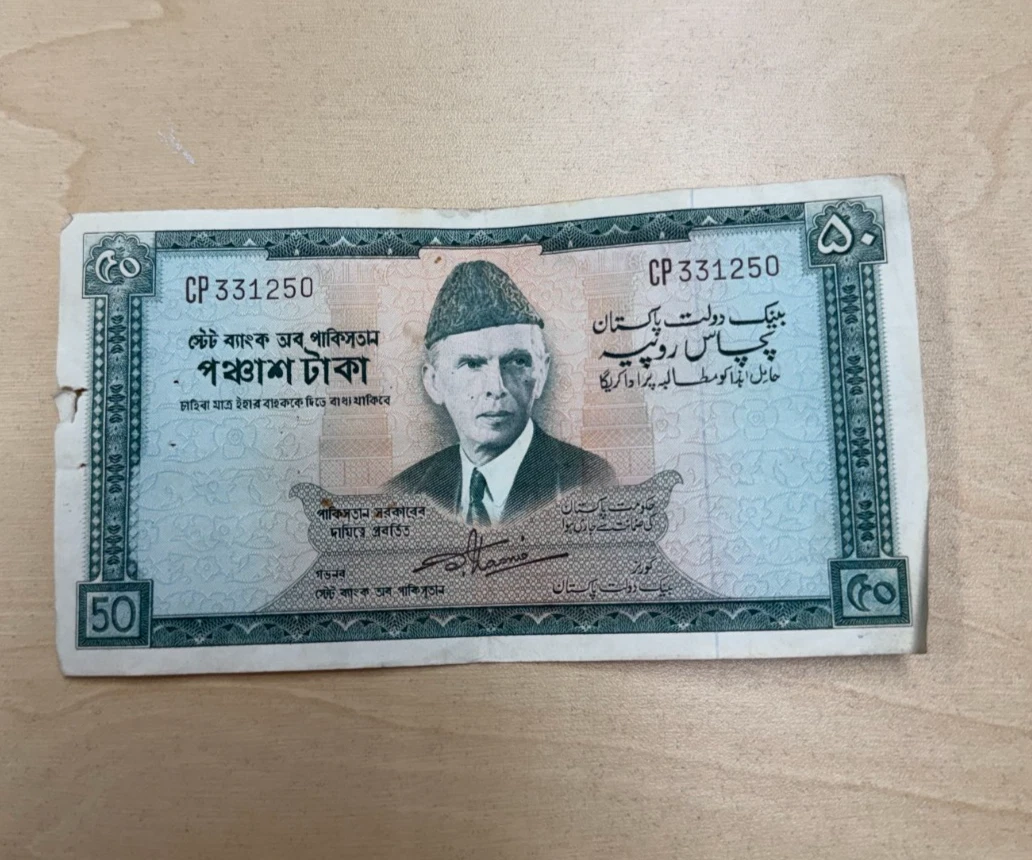 ৫০
۵۰
CP 331250
CP 331250
স্টেট ব্যাংক অব পাকিস্তান
পঞ্চাশ টাকা
চাহিবা মাত্র ইহার বাহককে দিতে বাধ্য থাকিবে
بینک دولت پاکستان
پچاس روپیہ
حامل ہٰذا کو مطالبہ پر ادا کریگا
পাকিস্তান সরকারের
দায়িত্বে প্রবর্তিত
حکومت پاکستان
کی ضمانت سے جاری ہوا
গভর্নর
স্টেট ব্যাংক অব পাকিস্তান
گورنر
بینک دولت پاکستان
50
৫০